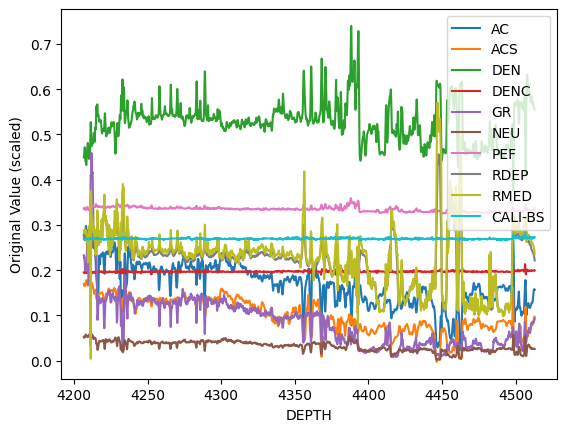 Original Value (scaled)
0.7
0.6
0.5
0.4
0.3
0.2
0.1
0.0
AC
ACS
DEN
DENC
GR
NEU
PEF
RDEP
RMED
CALI-BS
4200 4250 4300 4350 4400 4450 4500
DEPTH